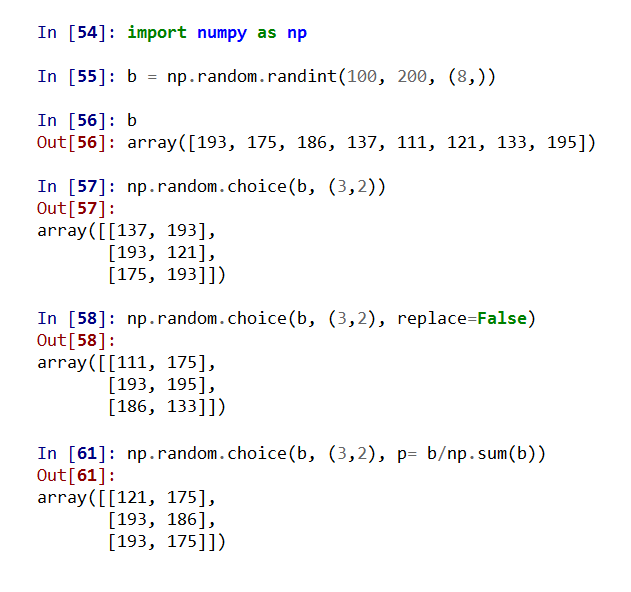 In [54]: import numpy as np
In [55]: b = np.random.randint(100, 200, (8,))
In [56]: b
Out[56]: array([193, 175, 186, 137, 111, 121, 133, 195])
In [57]: np.random.choice(b, (3,2))
Out[57]:
array([[137, 193],
       [193, 121],
       [175, 193]])
In [58]: np.random.choice(b, (3,2), replace=False)
Out[58]:
array([[111, 175],
       [193, 195],
       [186, 133]])
In [61]: np.random.choice(b, (3,2), p= b/np.sum(b))
Out[61]:
array([[121, 175],
       [193, 186],
       [193, 175]])